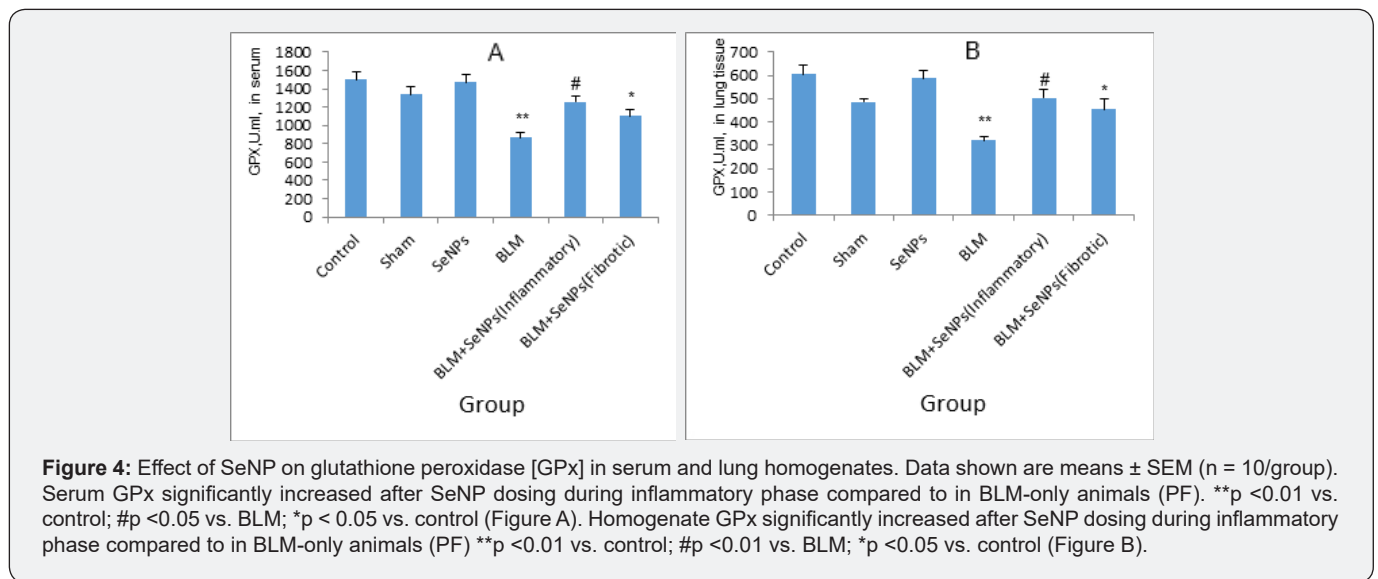 A
GPX,U.ml, in serum
1800
1600
1400
1200
1000
800
600
400
200
0
**
#
*
Control
Sham
SeNPs
BLM
BLM+SeNPs(Inflammatory)
BLM+SeNPs(Fibrotic)
Group
B
GPX,U.ml, in lung tissue
700
600
500
400
300
200
100
0
**
#
*
Control
Sham
SeNPs
BLM
BLM+SeNPs(Inflammatory)
BLM+SeNPs(Fibrotic)
Group
Figure 4: Effect of SeNP on glutathione peroxidase [GPx] in serum and lung homogenates. Data shown are means ± SEM (n = 10/group).
Serum GPx significantly increased after SeNP dosing during inflammatory phase compared to in BLM-only animals (PF). **p <0.01 vs.
control; #p <0.05 vs. BLM; *p < 0.05 vs. control (Figure A). Homogenate GPx significantly increased after SeNP dosing during inflammatory
phase compared to in BLM-only animals (PF) **p <0.01 vs. control; #p <0.01 vs. BLM; *p <0.05 vs. control (Figure B).